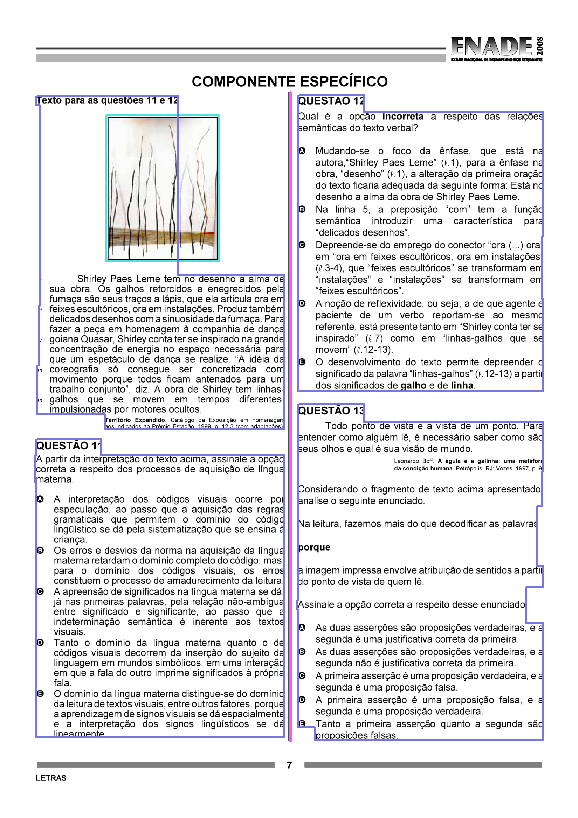 ENADE 2008
EXAME NACIONAL DE DESEMPENHO DOS ESTUDANTES
COMPONENTE ESPECÍFICO
Texto para as questões 11 e 12
Shirley Paes Leme tem no desenho a alma de
sua obra. Os galhos retorcidos e enegrecidos pela
fumaça são seus traços a lápis, que ela articula ora em
feixes escultóricos, ora em instalações. Produz também
delicados desenhos com a sinuosidade da fumaça. Para
fazer a peça em homenagem à companhia de dança
goiana Quasar, Shirley conta ter se inspirado na grande
concentração de energia no espaço necessária para
que um espetáculo de dança se realize. “A idéia da
coreografia só consegue ser concretizada com
movimento porque todos ficam antenados para um
trabalho conjunto”, diz. A obra de Shirley tem linhas-
galhos que se movem em tempos diferentes,
impulsionadas por motores ocultos.
Território Expandido. Catálogo da Exposição em homenagem
aos indicados ao Prêmio Estação, 1999, p. 12-5 (com adaptações).
QUESTÃO 11
A partir da interpretação do texto acima, assinale a opção
correta a respeito dos processos de aquisição de língua
materna.
A A interpretação dos códigos visuais ocorre por
especulação, ao passo que a aquisição das regras
gramaticais que permitem o domínio do código
lingüístico se dá pela sistematização que se ensina à
criança.
B Os erros e desvios da norma na aquisição da língua
materna retardam o domínio completo do código, mas,
para o domínio dos códigos visuais, os erros
constituem o processo de amadurecimento da leitura.
C A apreensão de significados na língua materna se dá,
já nas primeiras palavras, pela relação não-ambígua
entre significado e significante, ao passo que a
indeterminação semântica é inerente aos textos
visuais.
D Tanto o domínio da língua materna quanto o de
códigos visuais decorrem da inserção do sujeito da
linguagem em mundos simbólicos, em uma interação
em que a fala do outro imprime significados à própria
fala.
E O domínio da língua materna distingue-se do domínio
da leitura de textos visuais, entre outros fatores, porque
a aprendizagem de signos visuais se dá espacialmente
e a interpretação dos signos lingüísticos se dá
linearmente.
QUESTÃO 12
Qual é a opção incorreta a respeito das relações
semânticas do texto verbal?
A Mudando-se o foco da ênfase, que está na
autora,“Shirley Paes Leme” (ℓ.1), para a ênfase na
obra, “desenho” (ℓ.1), a alteração da primeira oração
do texto ficaria adequada da seguinte forma: Está no
desenho a alma da obra de Shirley Paes Leme.
B Na linha 5, a preposição “com” tem a função
semântica introduzir uma característica para
“delicados desenhos”.
C Depreende-se do emprego do conector “ora (...) ora”
em “ora em feixes escultóricos, ora em instalações”
(ℓ.3-4), que “feixes escultóricos” se transformam em
“instalações” e “instalações” se transformam em
“feixes escultóricos”.
D A noção de reflexividade, ou seja, a de que agente e
paciente de um verbo reportam-se ao mesmo
referente, está presente tanto em “Shirley conta ter se
inspirado” (ℓ.7) como em “linhas-galhos que se
movem” (ℓ.12-13).
E O desenvolvimento do texto permite depreender o
significado da palavra “linhas-galhos” (ℓ.12-13) a partir
dos significados de galho e de linha.
QUESTÃO 13
Todo ponto de vista é a vista de um ponto. Para
entender como alguém lê, é necessário saber como são
seus olhos e qual é sua visão de mundo.
Leonardo Boff. A águia e a galinha: uma metáfora
da condição humana. Petrópolis, RJ: Vozes, 1997, p. 9.
Considerando o fragmento de texto acima apresentado,
analise o seguinte enunciado.
Na leitura, fazemos mais do que decodificar as palavras
porque
a imagem impressa envolve atribuição de sentidos a partir
do ponto de vista de quem lê.
Assinale a opção correta a respeito desse enunciado.
A As duas asserções são proposições verdadeiras, e a
segunda é uma justificativa correta da primeira.
B As duas asserções são proposições verdadeiras, e a
segunda não é justificativa correta da primeira.
C A primeira asserção é uma proposição verdadeira, e a
segunda é uma proposição falsa.
D A primeira asserção é uma proposição falsa, e a
segunda é uma proposição verdadeira.
E Tanto a primeira asserção quanto a segunda são
proposições falsas.
7
LETRAS